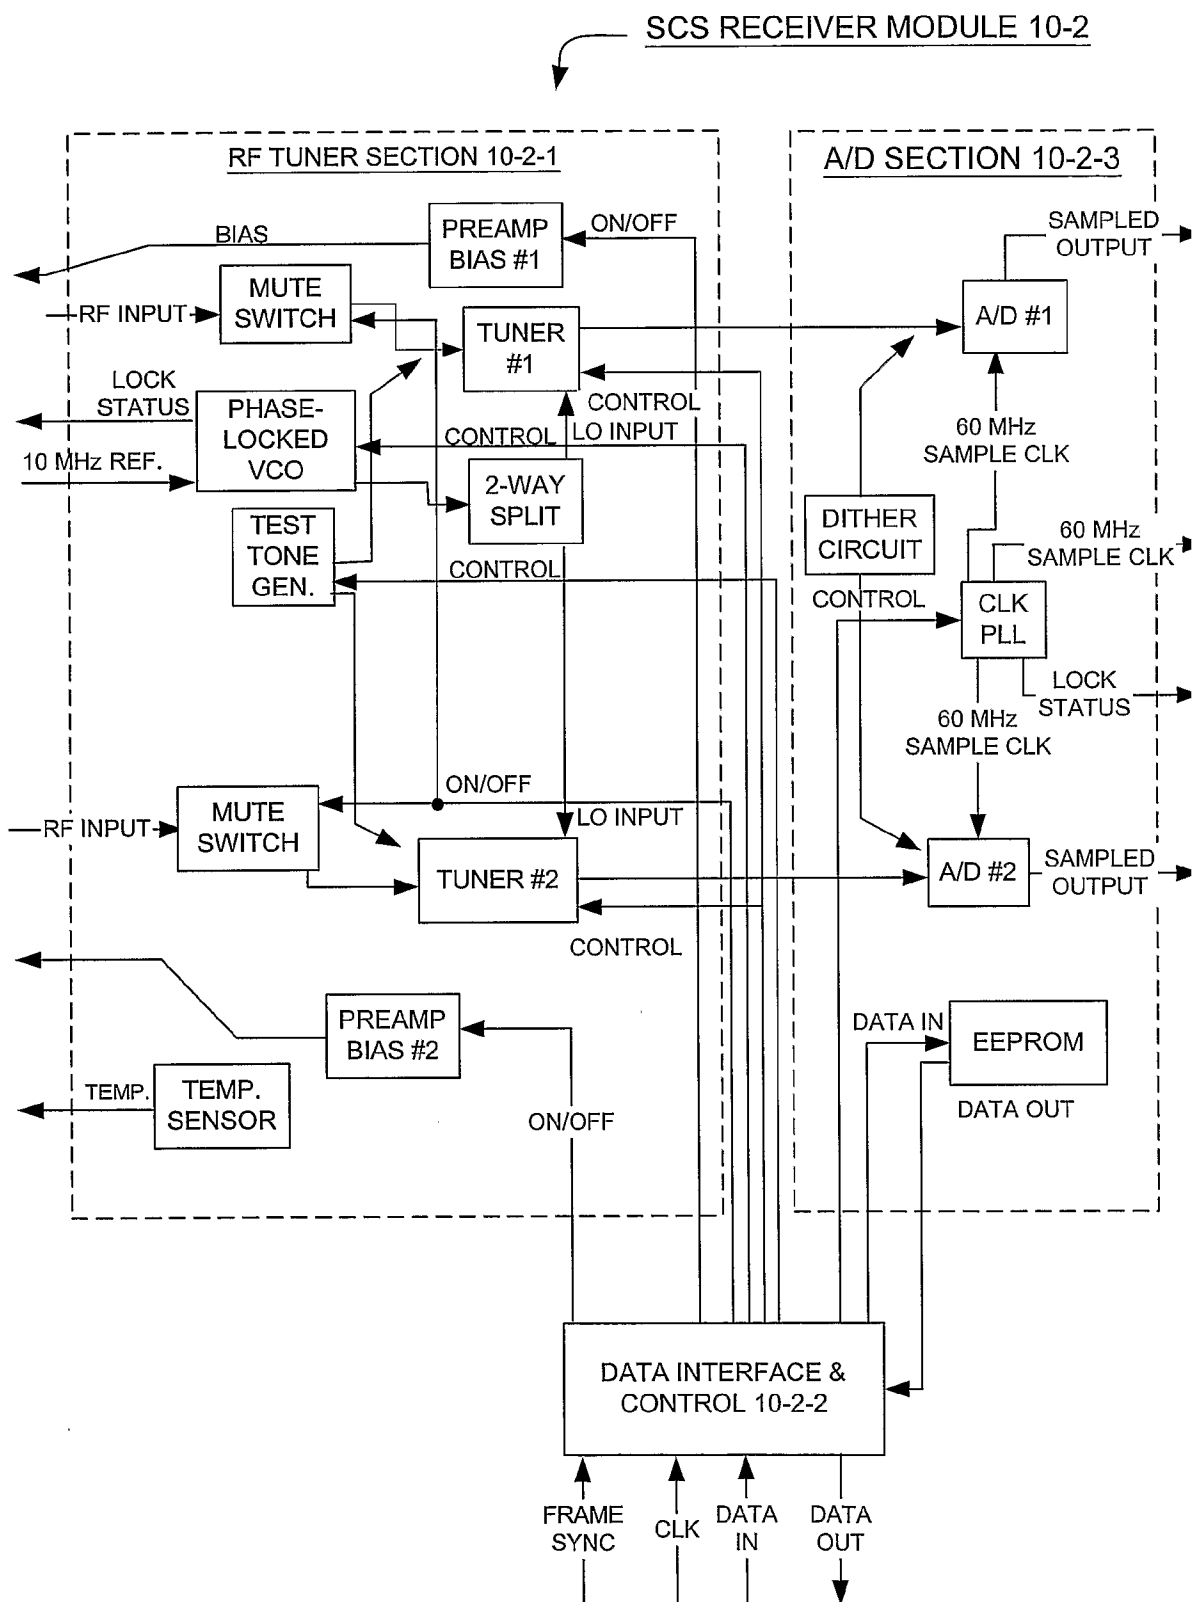 SCS RECEIVER MODULE 10-2
RF TUNER SECTION 10-2-1
A/D SECTION 10-2-3
BIAS
PREAMP
BIAS #1
ON/OFF
SAMPLED
OUTPUT
RF INPUT
MUTE
SWITCH
TUNER
#1
A/D #1
LOCK
STATUS
PHASE-
LOCKED
VCO
CONTROL
CONTROL
LO INPUT
60 MHz
SAMPLE CLK
10 MHz REF.
2-WAY
SPLIT
TEST
TONE
GEN.
CONTROL
DITHER
CIRCUIT
60 MHz
SAMPLE CLK
CONTROL
CLK
PLL
LOCK
STATUS
60 MHz
SAMPLE CLK
ON/OFF
RF INPUT
MUTE
SWITCH
LO INPUT
TUNER #2
A/D #2
SAMPLED
OUTPUT
CONTROL
PREAMP
BIAS #2
DATA IN
EEPROM
DATA OUT
TEMP.
TEMP.
SENSOR
ON/OFF
DATA INTERFACE &
CONTROL 10-2-2
FRAME
SYNC
CLK
DATA
IN
DATA
OUT